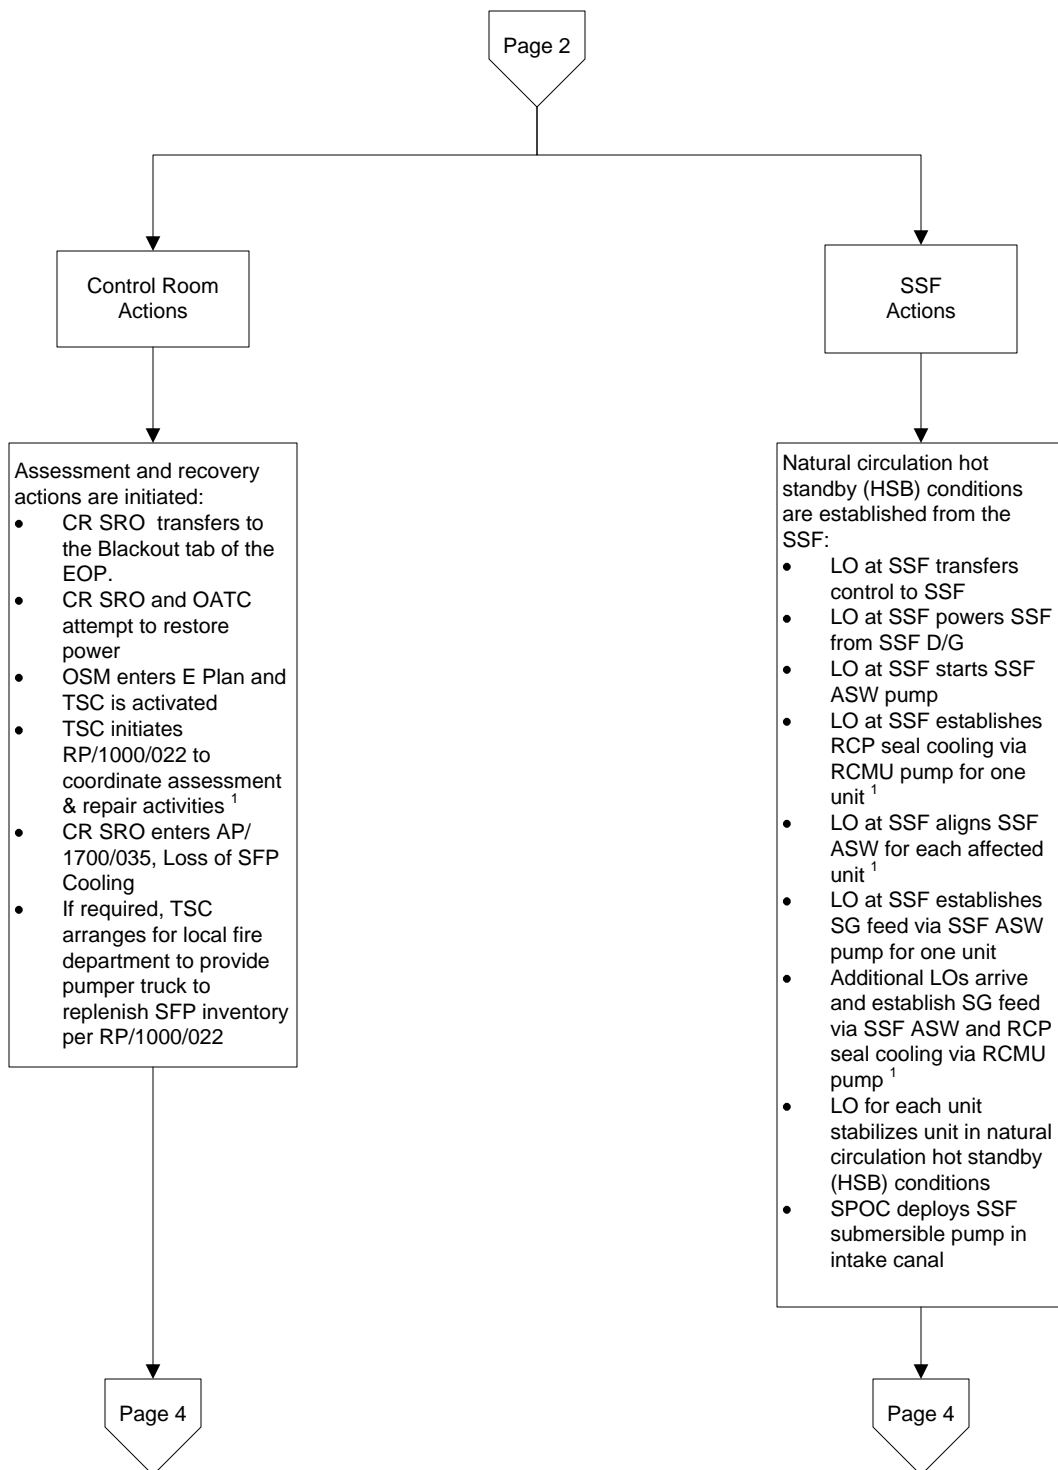 Page 2
Control Room
Actions
SSF
Actions
Assessment and recovery
actions are initiated:
• CR SRO transfers to
the Blackout tab of the
EOP.
• CR SRO and OATC
attempt to restore
power
• OSM enters E Plan and
TSC is activated
• TSC initiates
RP/1000/022 to
coordinate assessment
& repair activities 1
• CR SRO enters AP/
1700/035, Loss of SFP
Cooling
• If required, TSC
arranges for local fire
department to provide
pumper truck to
replenish SFP inventory
per RP/1000/022
Natural circulation hot
standby (HSB) conditions
are established from the
SSF:
• LO at SSF transfers
control to SSF
• LO at SSF powers SSF
from SSF D/G
• LO at SSF starts SSF
ASW pump
• LO at SSF establishes
RCP seal cooling via
RCMU pump for one
unit 1
• LO at SSF aligns SSF
ASW for each affected
unit 1
• LO at SSF establishes
SG feed via SSF ASW
pump for one unit
• Additional LOs arrive
and establish SG feed
via SSF ASW and RCP
seal cooling via RCMU
pump 1
• LO for each unit
stabilizes unit in natural
circulation hot standby
(HSB) conditions
• SPOC deploys SSF
submersible pump in
intake canal
Page 4
Page 4